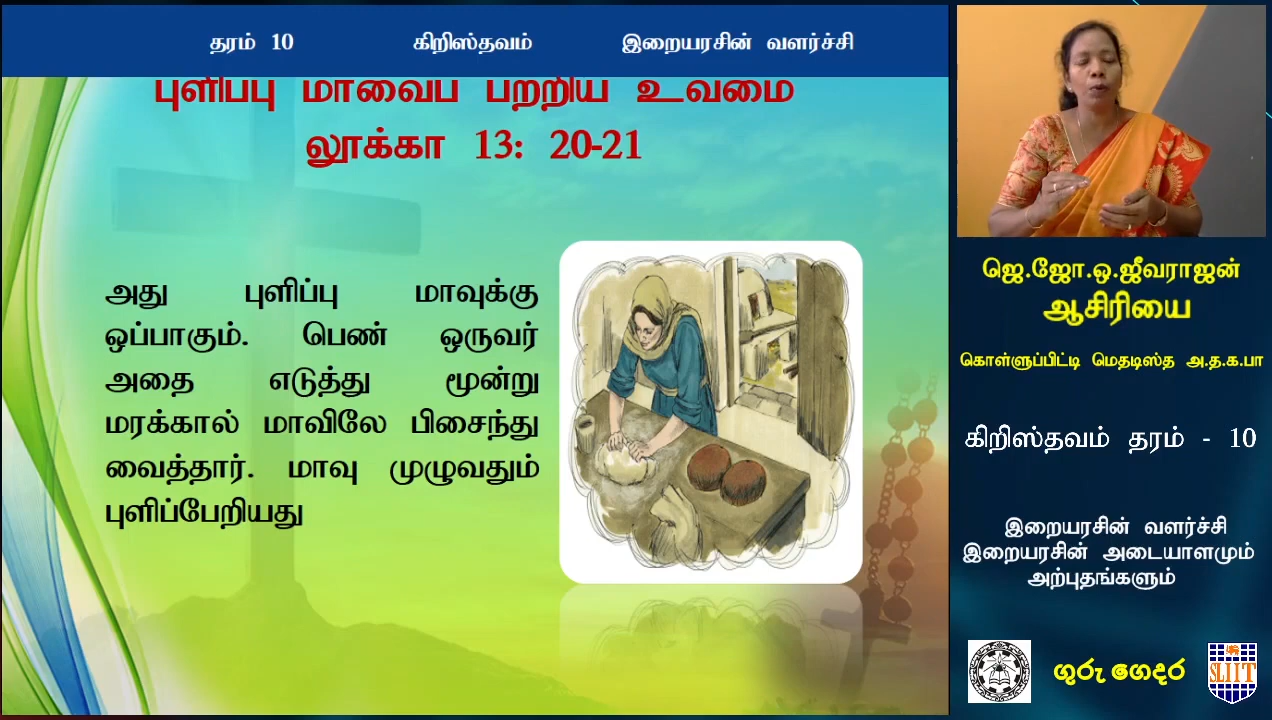 தரம் 10 கிறிஸ்தவம் இறையரசின் வளர்ச்சி
புளிப்பு மாவைப் பற்றிய உவமை
லூக்கா 13: 20-21
அது புளிப்பு மாவுக்கு
ஒப்பாகும். பெண் ஒருவர்
அதை எடுத்து மூன்று
மரக்கால் மாவிலே பிசைந்து
வைத்தார். மாவு முழுவதும்
புளிப்பேறியது
ஜெ.ஜோ.ஒ.ஜீவராஜன்
ஆசிரியை
கொள்ளுப்பிட்டி மெதடிஸ்த அ.த.க.பா
கிறிஸ்தவம் தரம் - 10
இறையரசின் வளர்ச்சி
இறையரசின் அடையாளமும்
அற்புதங்களும்
ගුරු ගෙදර
SLIIT